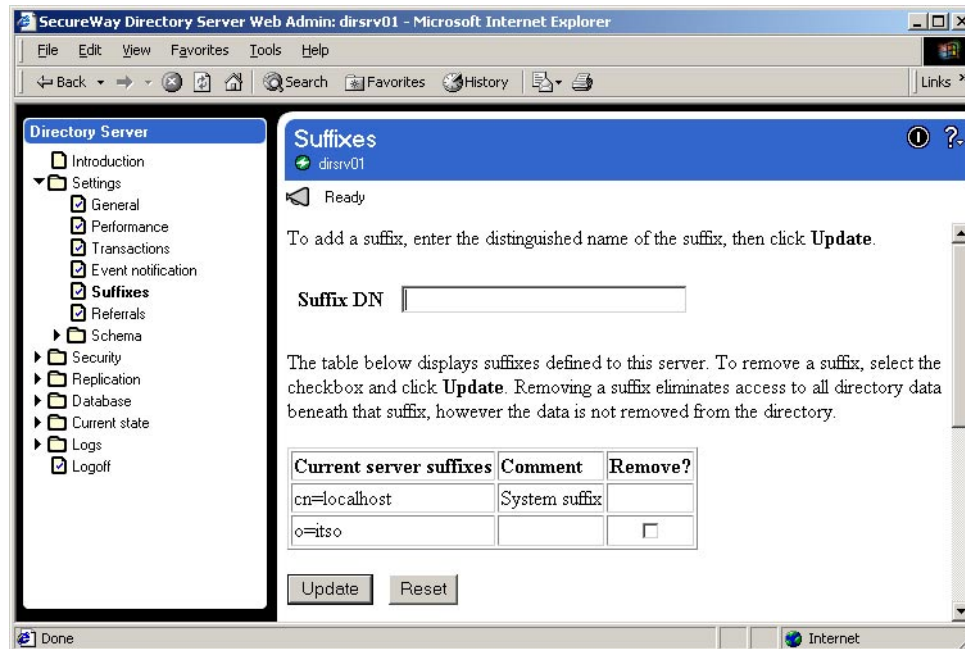 SecureWay Directory Server Web Admin: dirsrv01 - Microsoft Internet Explorer
File Edit View Favorites Tools Help
Back Search Favorites History Links »
Directory Server
Introduction
Settings
General
Performance
Transactions
Event notification
Suffixes
Referrals
Schema
Security
Replication
Database
Current state
Logs
Logoff
Suffixes
dirsrv01
Ready
To add a suffix, enter the distinguished name of the suffix, then click Update.
Suffix DN
The table below displays suffixes defined to this server. To remove a suffix, select the
checkbox and click Update. Removing a suffix eliminates access to all directory data
beneath that suffix, however the data is not removed from the directory.
Current server suffixes Comment Remove?
cn=localhost System suffix
o=itso
Update Reset
Done Internet